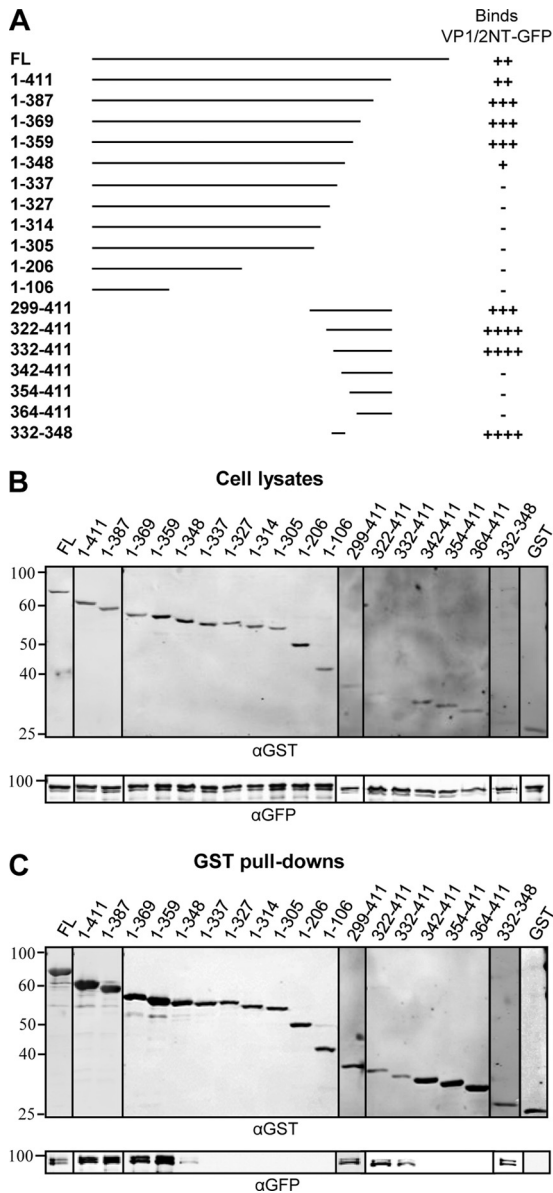 A
Binds
VP1/2NT-GFP
FL ++
1-411 ++
1-387 +++
1-369 +++
1-359 +++
1-348 +
1-337 -
1-327 -
1-314 -
1-305 -
1-206 -
1-106 -
299-411 +++
322-411 ++++
332-411 ++++
342-411 -
354-411 -
364-411 -
332-348 ++++
B
Cell lysates
FL 1-411 1-387 1-369 1-359 1-348 1-337 1-327 1-314 1-305 1-206 1-106 299-411 322-411 332-411 342-411 354-411 364-411 332-348 GST
100
60
50
40
25
αGST
100
αGFP
C
GST pull-downs
FL 1-411 1-387 1-369 1-359 1-348 1-337 1-327 1-314 1-305 1-206 1-106 299-411 322-411 332-411 342-411 354-411 364-411 332-348 GST
100
60
50
40
25
αGST
100
αGFP